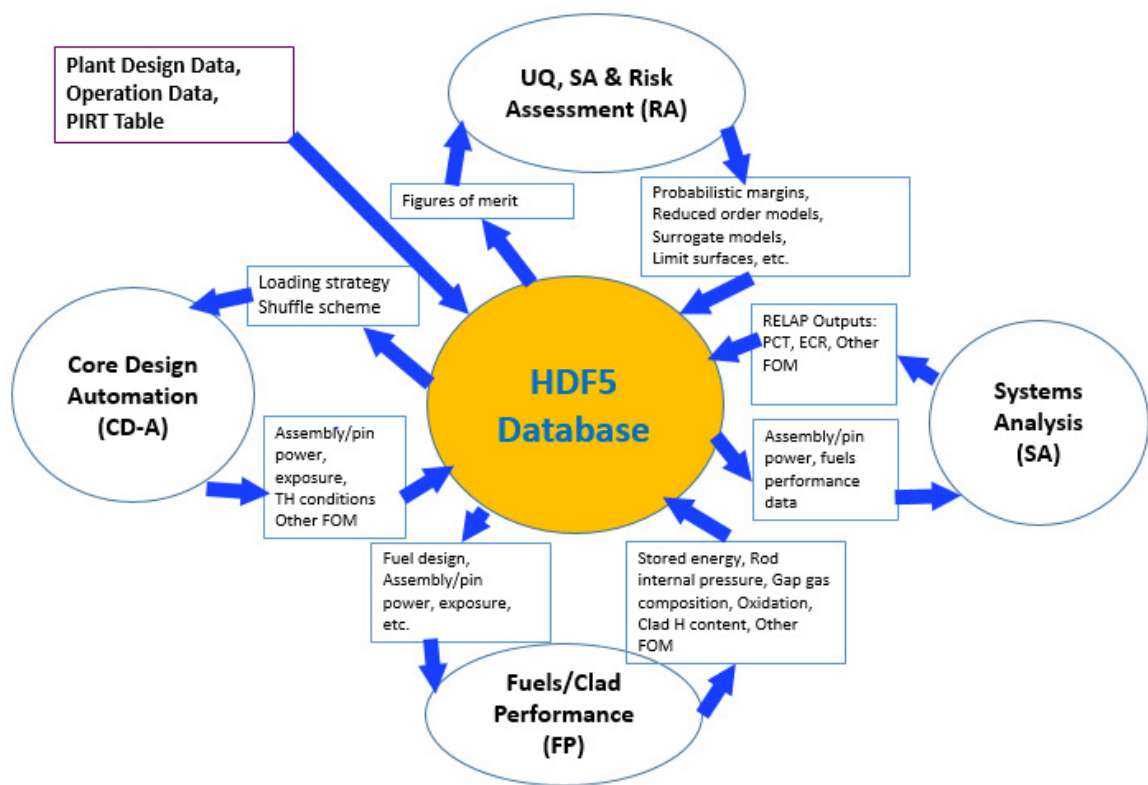 Plant Design Data,
Operation Data,
PIRT Table
UQ, SA & Risk
Assessment (RA)
Figures of merit
Probabilistic margins,
Reduced order models,
Surrogate models,
Limit surfaces, etc.
Loading strategy
Shuffle scheme
RELAP Outputs:
PCT, ECR, Other
FOM
Core Design
Automation
(CD-A)
HDF5
Database
Systems
Analysis
(SA)
Assembly/pin
power,
exposure,
TH conditions
Other FOM
Assembly/pin
power, fuels
performance
data
Fuel design,
Assembly/pin
power, exposure,
etc.
Stored energy, Rod
internal pressure, Gap gas
composition, Oxidation,
Clad H content, Other
FOM
Fuels/Clad
Performance
(FP)